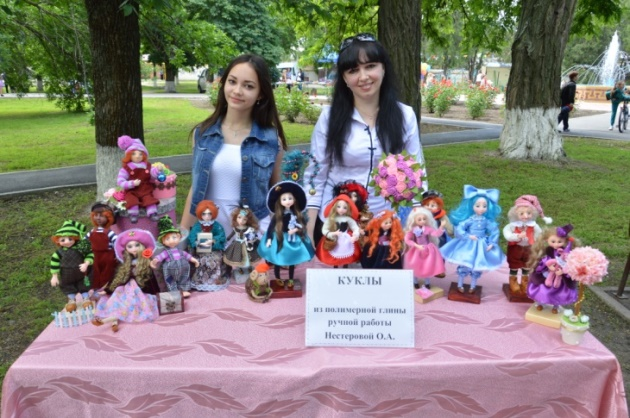 КУКЛЫ
из полимерной глины
ручной работы
Нестеровой О.А.